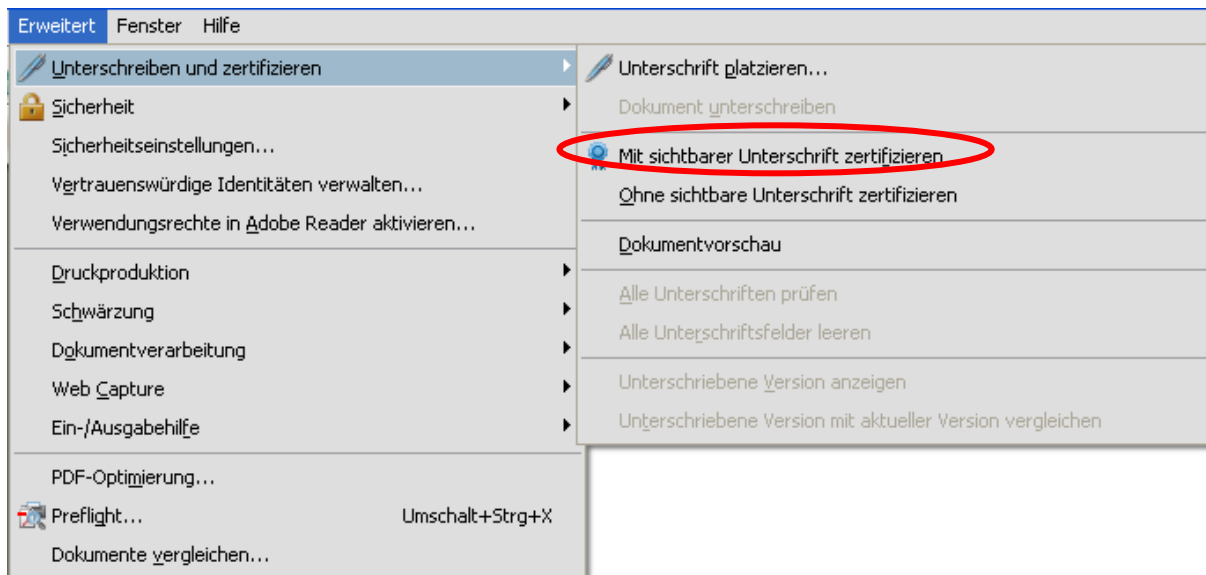 Erweitert Fenster Hilfe
Unterschreiben und zertifizieren
Sicherheit
Sicherheitseinstellungen...
Vertrauenswürdige Identitäten verwalten...
Verwendungsrechte in Adobe Reader aktivieren...
Druckproduktion
Schwärzung
Dokumentverarbeitung
Web Capture
Ein-/Ausgabehilfe
PDF-Optimierung...
Preflight... Umschalt+Strg+X
Dokumente vergleichen...
Unterschrift platzieren...
Dokument unterschreiben
Mit sichtbarer Unterschrift zertifizieren
Ohne sichtbare Unterschrift zertifizieren
Dokumentvorschau
Alle Unterschriften prüfen
Alle Unterschriftsfelder leeren
Unterschriebene Version anzeigen
Unterschriebene Version mit aktueller Version vergleichen